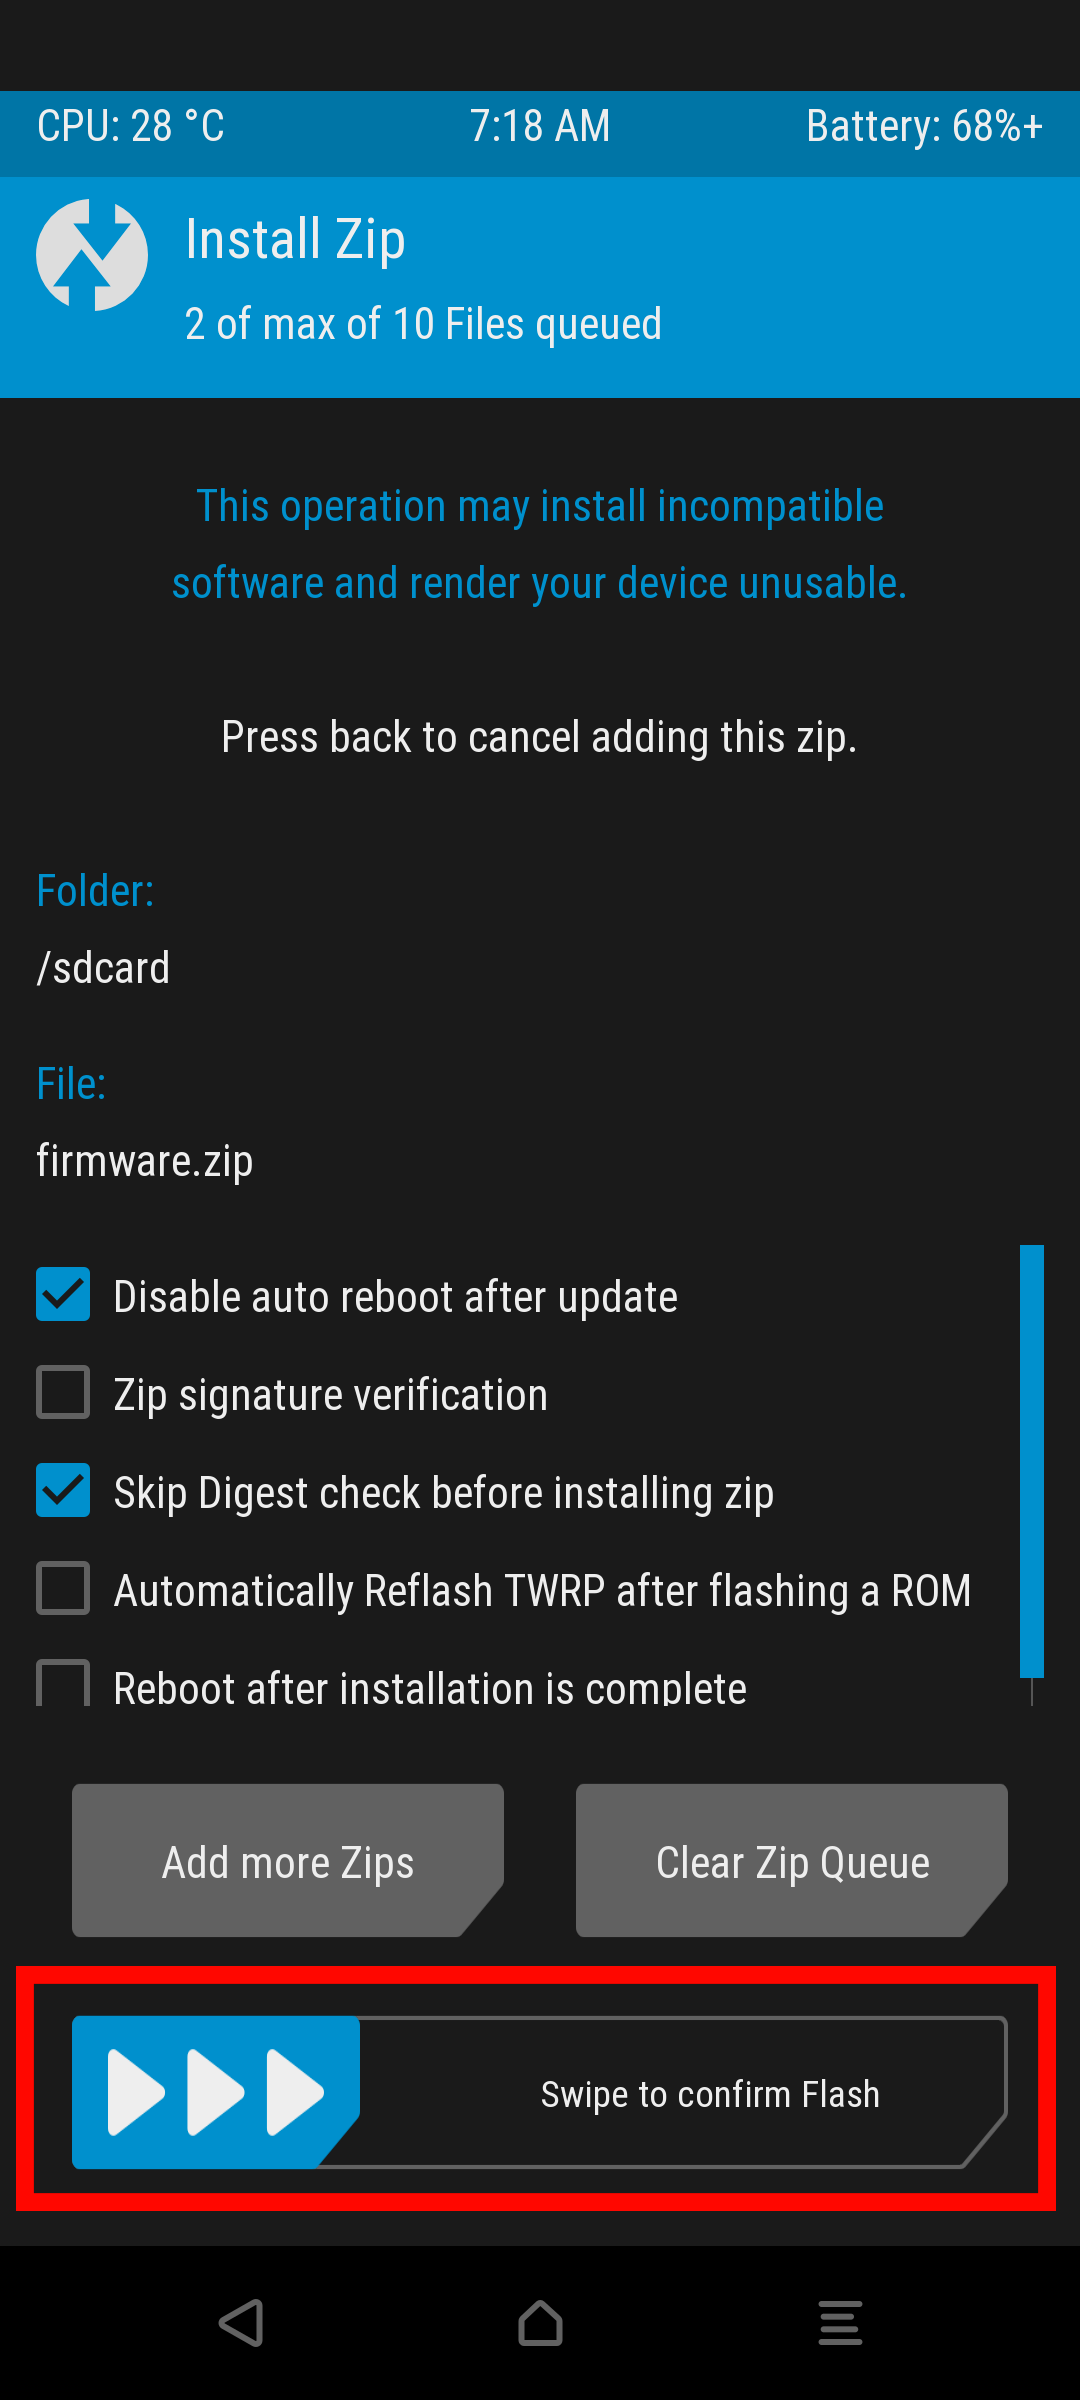 CPU: 28 °C 7:18 AM Battery: 68%+
Install Zip
2 of max of 10 Files queued
This operation may install incompatible
software and render your device unusable.
Press back to cancel adding this zip.
Folder:
/sdcard
File:
firmware.zip
Disable auto reboot after update
Zip signature verification
Skip Digest check before installing zip
Automatically Reflash TWRP after flashing a ROM
Reboot after installation is complete
Add more Zips Clear Zip Queue
Swipe to confirm Flash